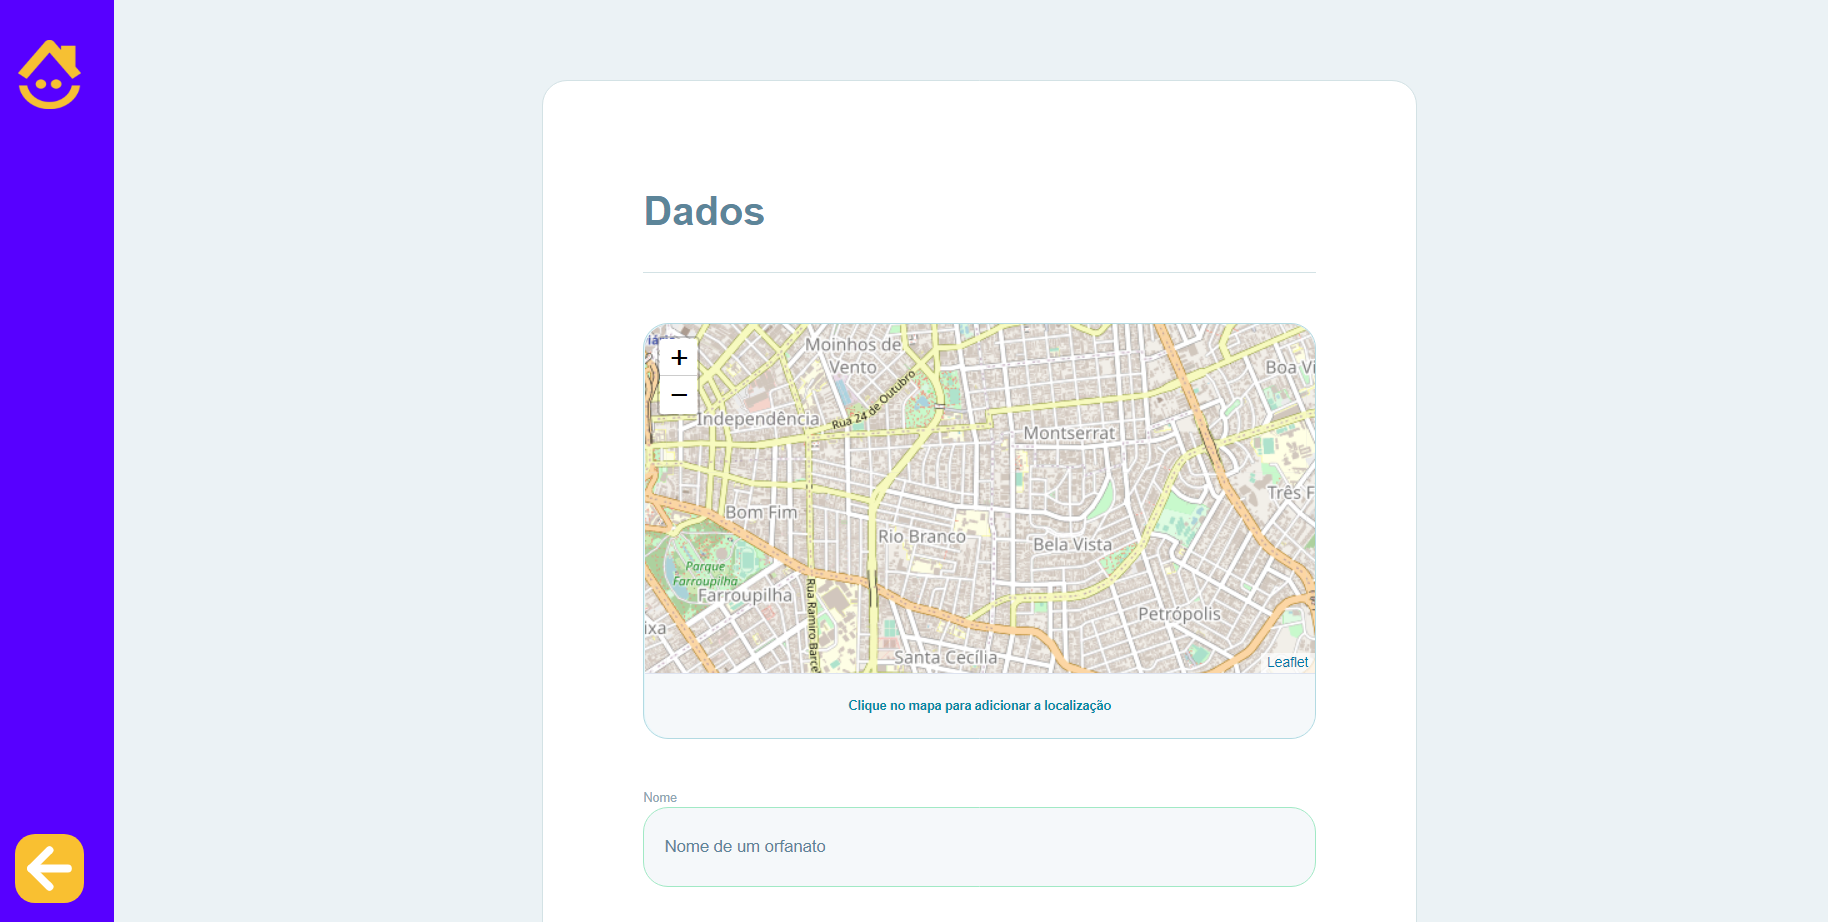 Dados
Moinhos de
Vento
Boa Vi
Rua 24 de Outubro
Independência
Montserrat
Três F
Bom Fim
Rio Branco
Bela Vista
Parque
Farroupilha
Farroupilha
Rua Ramiro Barce
Petrópolis
ixa
Santa Cecília
Leaflet
Clique no mapa para adicionar a localização
Nome
Nome de um orfanato